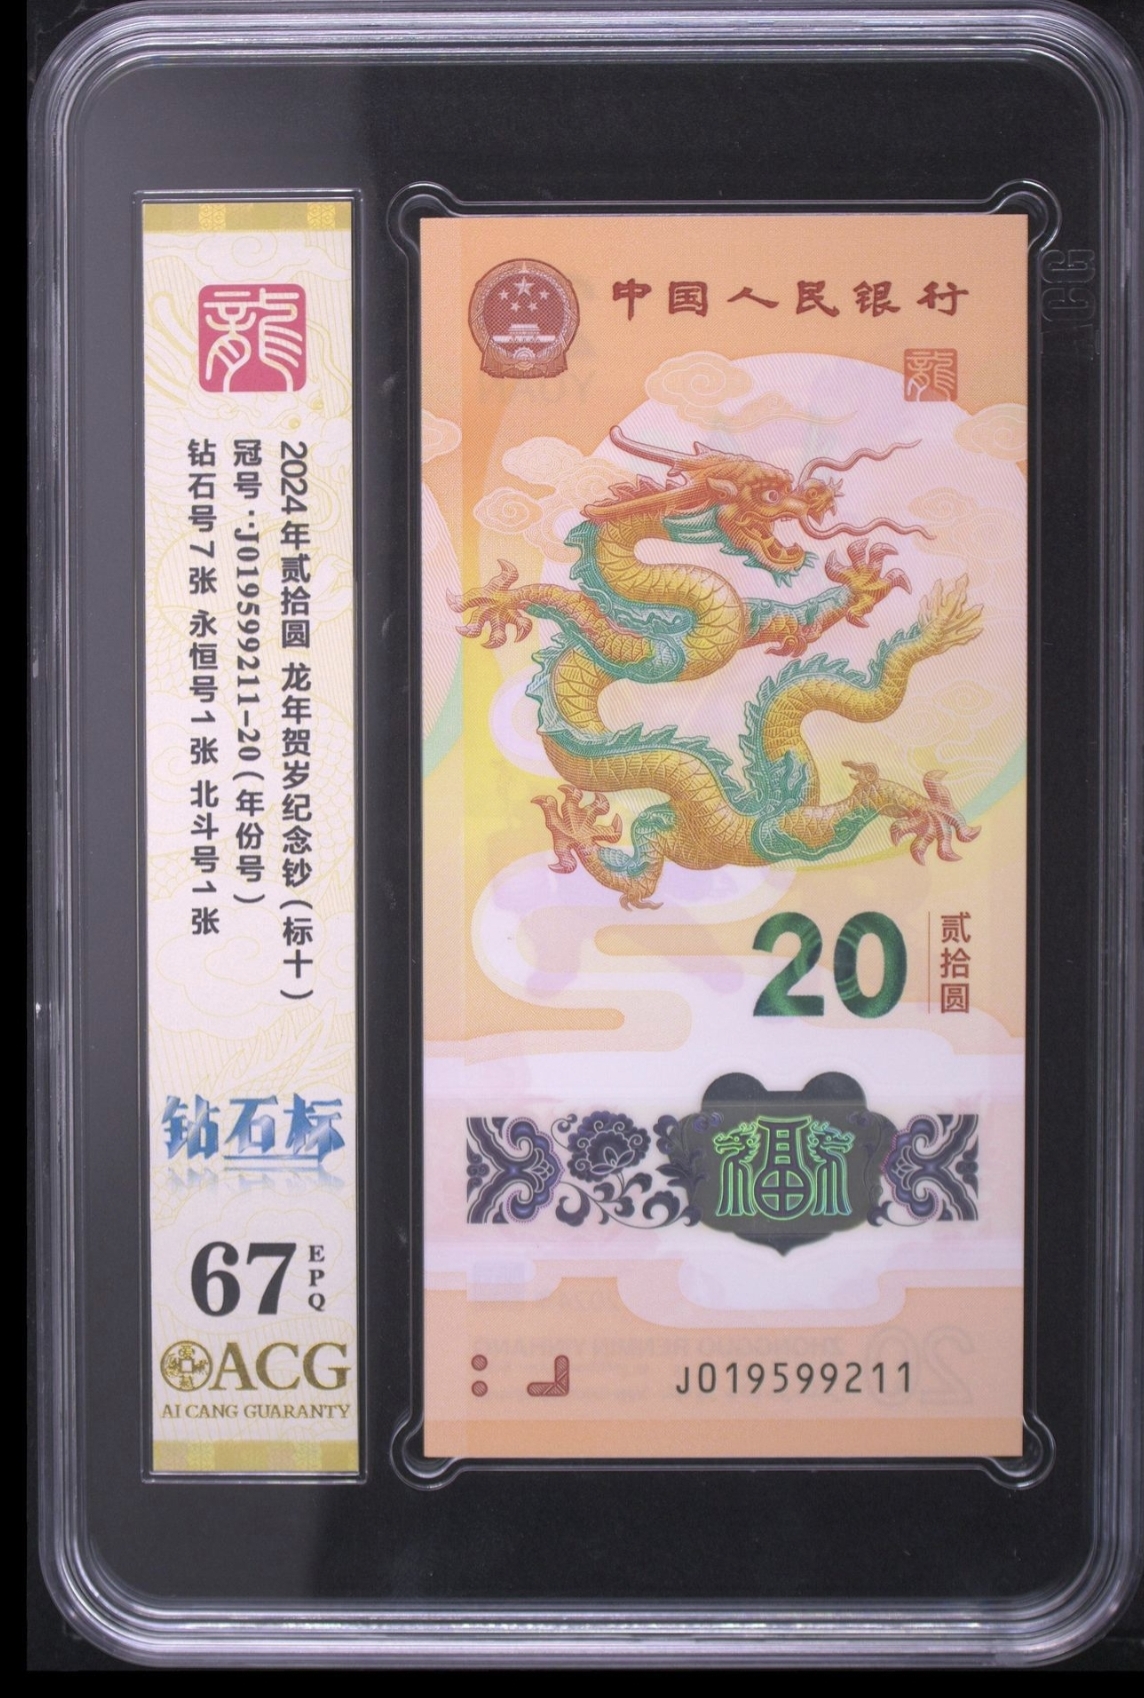 龍
2024年贰拾圆 龙年贺岁纪念钞(标十)
冠号:J019599211-20(年份号)
钻石号7张 永恒号1张 北斗号1张
钻石标
67
EPQ
ACG
AI CANG GUARANTY
中国人民银行
龍
20
贰拾圆
福
J019599211